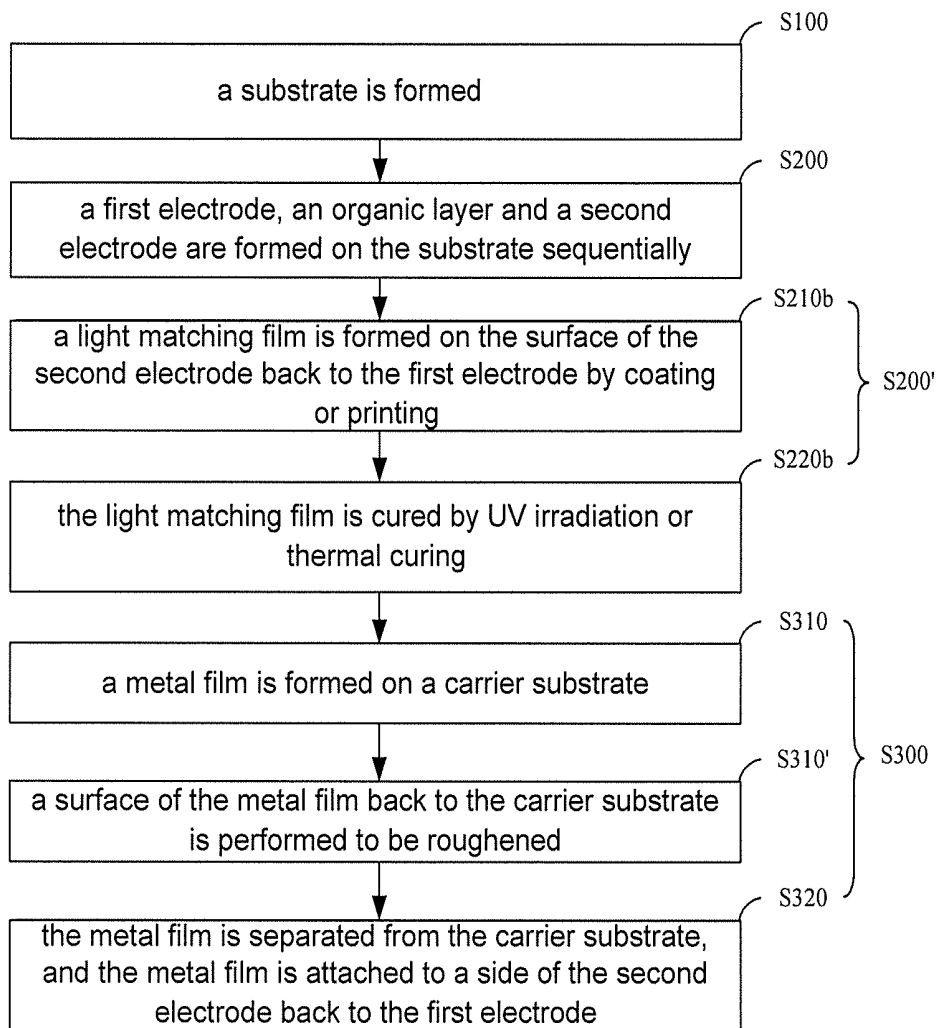 S100
a substrate is formed
S200
a first electrode, an organic layer and a second
electrode are formed on the substrate sequentially
S210b
a light matching film is formed on the surface of the
second electrode back to the first electrode by coating
or printing
S200'
S220b
the light matching film is cured by UV irradiation or
thermal curing
S310
a metal film is formed on a carrier substrate
S310'
S300
a surface of the metal film back to the carrier substrate
is performed to be roughened
S320
the metal film is separated from the carrier substrate,
and the metal film is attached to a side of the second
electrode back to the first electrode